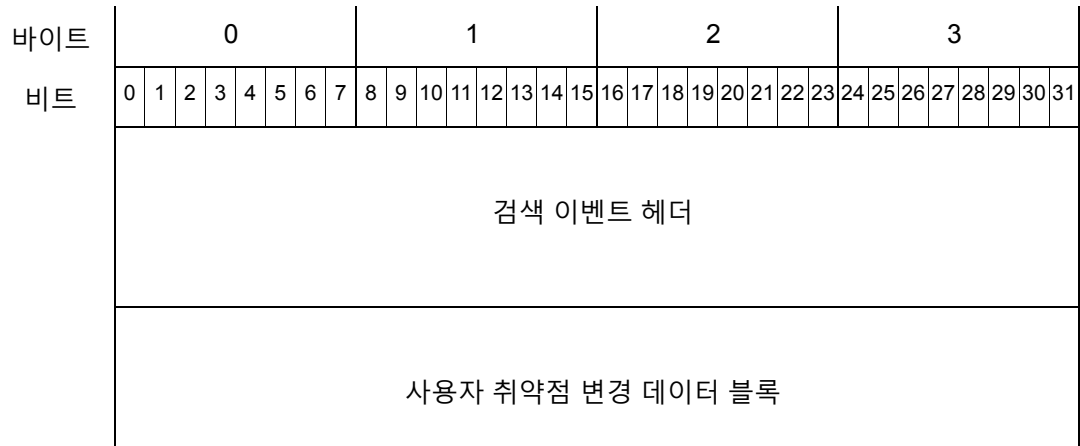 바이트 0 1 2 3
비트 0 1 2 3 4 5 6 7 8 9 10 11 12 13 14 15 16 17 18 19 20 21 22 23 24 25 26 27 28 29 30 31
검색 이벤트 헤더
사용자 취약점 변경 데이터 블록